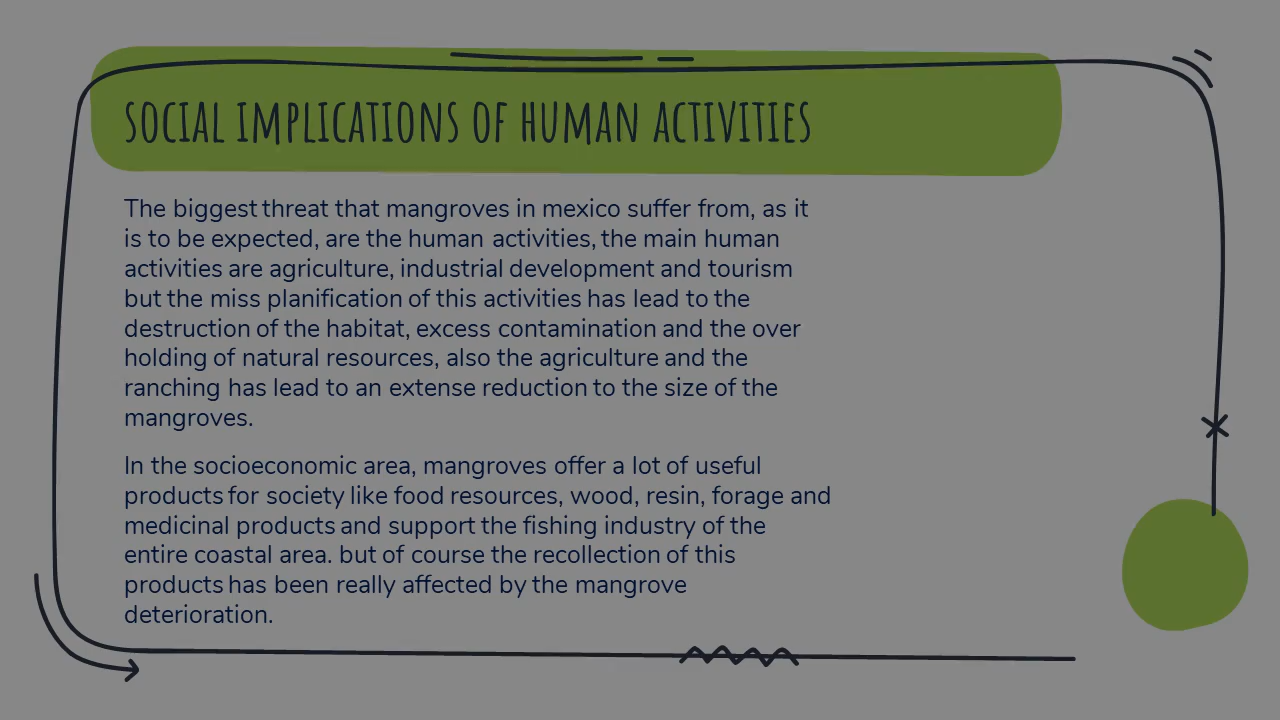 SOCIAL IMPLICATIONS OF HUMAN ACTIVITIES
The biggest threat that mangroves in mexico suffer from, as it
is to be expected, are the human activities, the main human
activities are agriculture, industrial development and tourism
but the miss planification of this activities has lead to the
destruction of the habitat, excess contamination and the over
holding of natural resources, also the agriculture and the
ranching has lead to an extense reduction to the size of the
mangroves.
In the socioeconomic area, mangroves offer a lot of useful
products for society like food resources, wood, resin, forage and
medicinal products and support the fishing industry of the
entire coastal area. but of course the recollection of this
products has been really affected by the mangrove
deterioration.